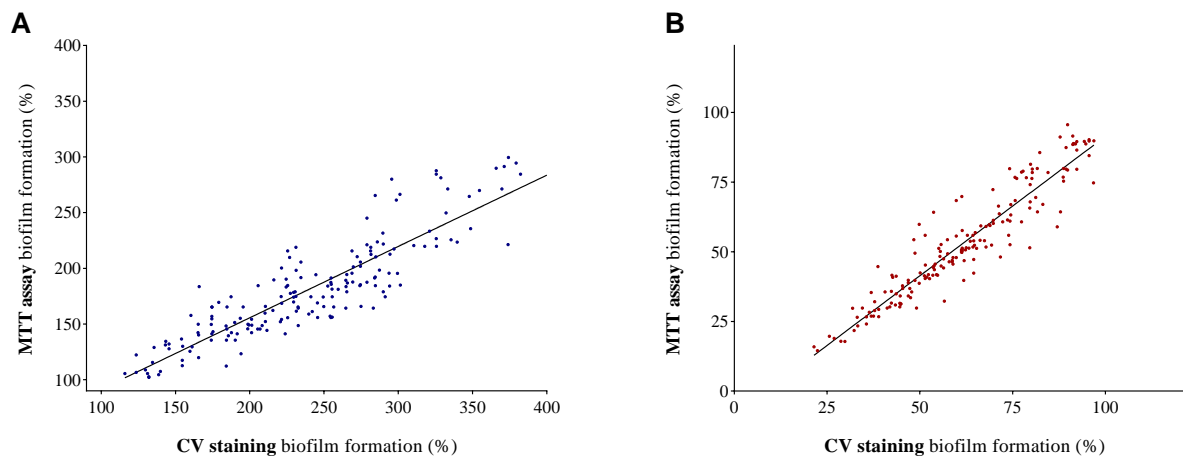 A
B
MTT assay biofilm formation (%)
400
350
300
250
200
150
100
100 150 200 250 300 350 400
CV staining biofilm formation (%)
MTT assay biofilm formation (%)
100
75
50
25
0
0 25 50 75 100
CV staining biofilm formation (%)